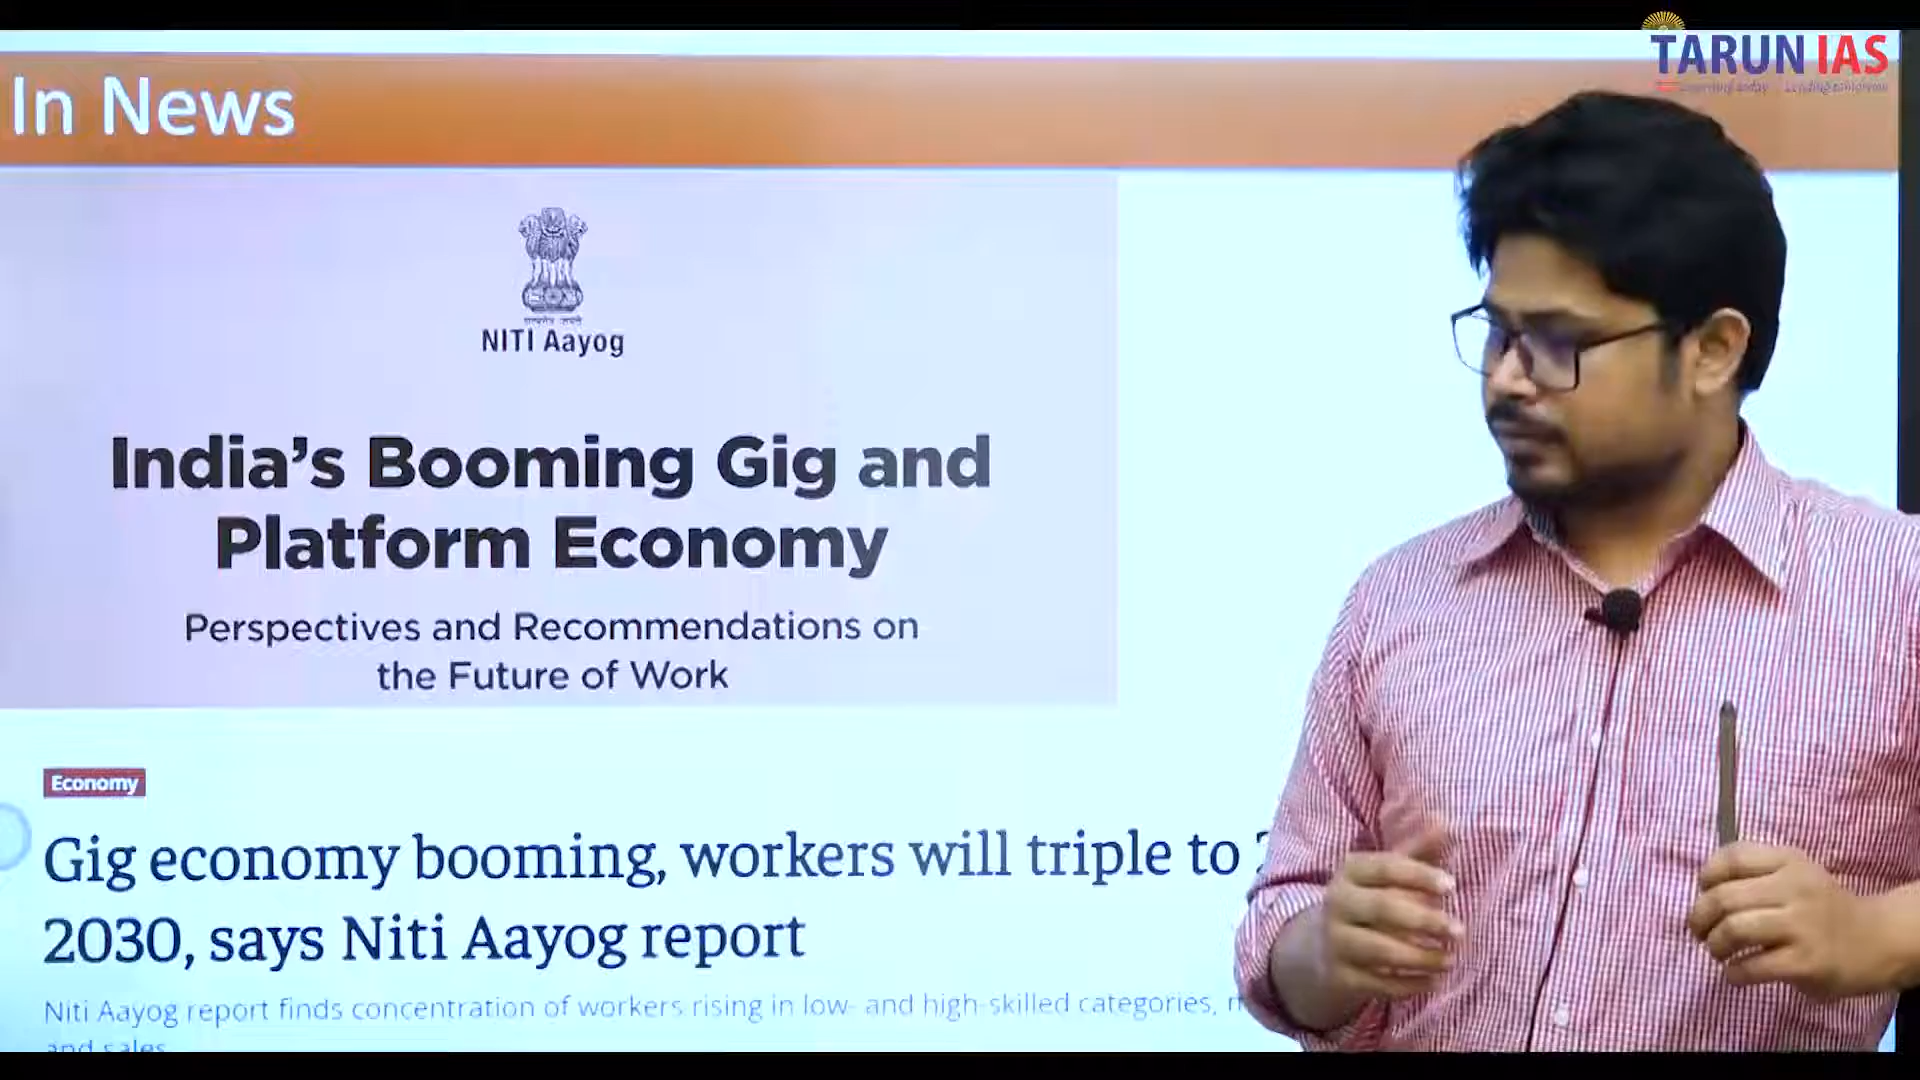 TARUN IAS
In News
NITI Aayog
India's Booming Gig and
Platform Economy
Perspectives and Recommendations on
the Future of Work
Economy
Gig economy booming, workers will triple to
2030, says Niti Aayog report
Niti Aayog report finds concentration of workers rising in low- and high-skilled categories,
and sales